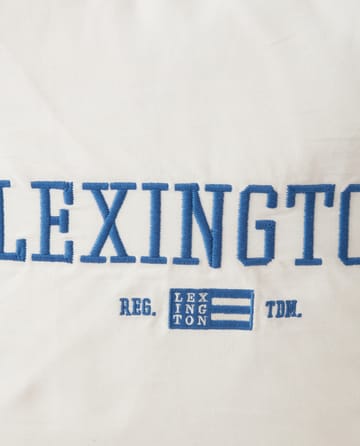 LEXINGTO
REG. LEX
ING
TON TDM.